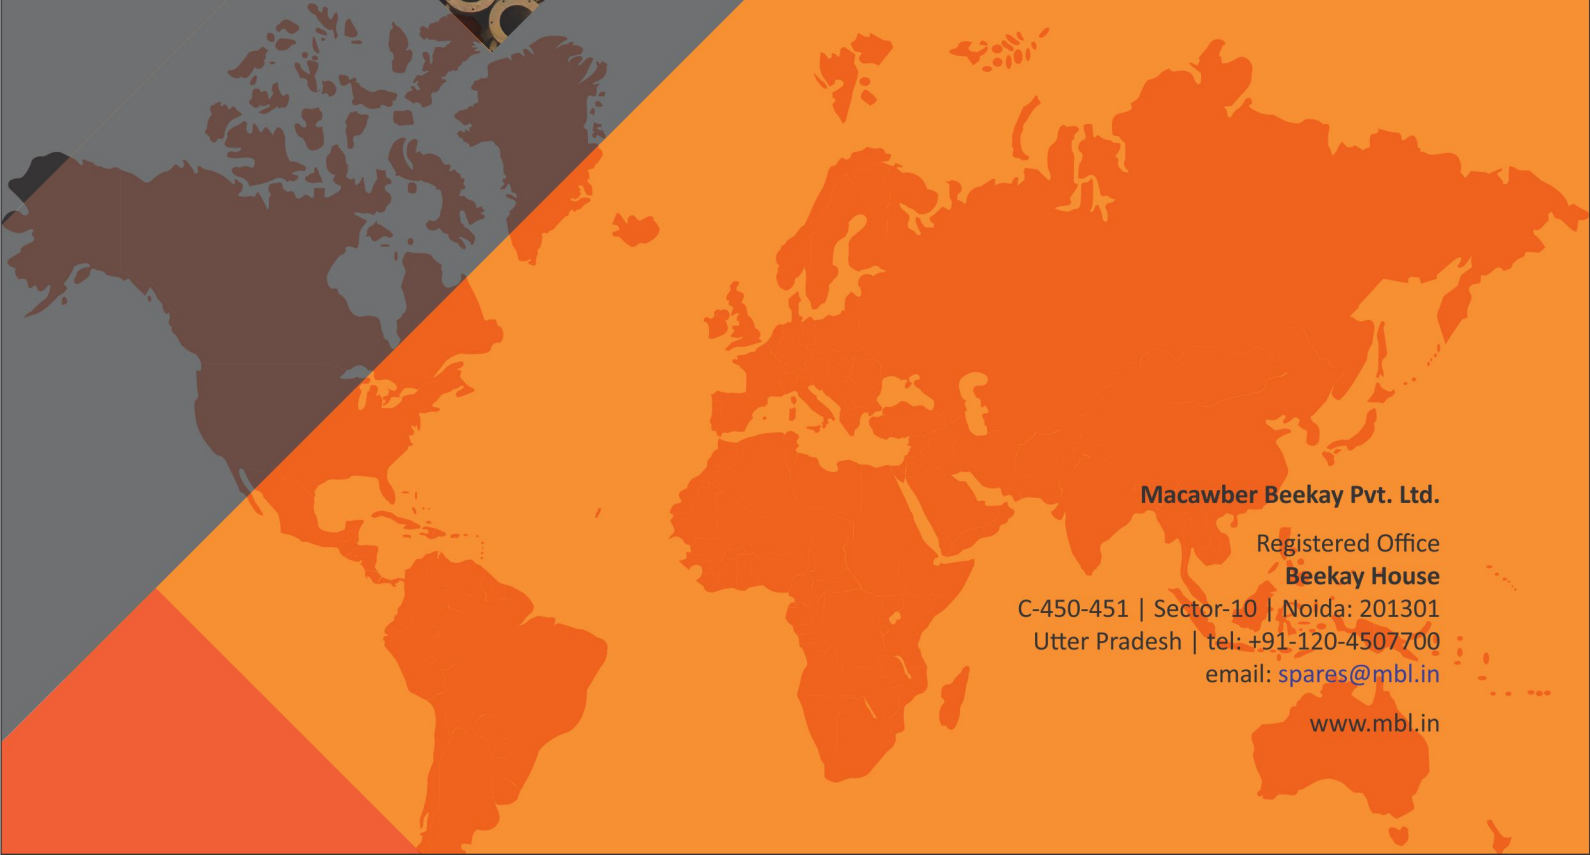 Macawber Beekay Pvt. Ltd.
Registered Office
Beekay House
C-450-451 | Sector-10 | Noida: 201301
Utter Pradesh | tel: +91-120-4507700
email: spares@mbl.in
www.mbl.in